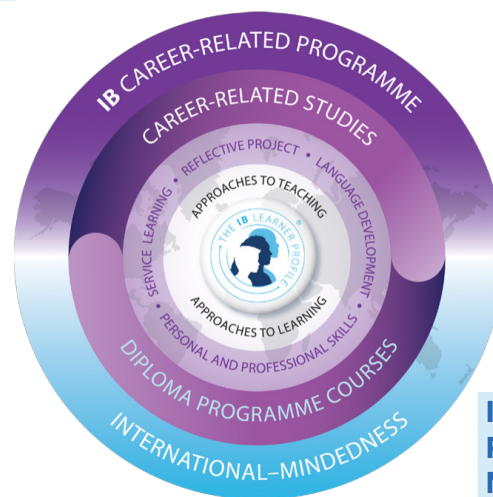 IB CAREER-RELATED PROGRAMME
CAREER-RELATED STUDIES
SERVICE LEARNING • REFLECTIVE PROJECT • LANGUAGE DEVELOPMENT
• PERSONAL AND PROFESSIONAL SKILLS •
APPROACHES TO TEACHING
THE IB LEARNER PROFILE
®
APPROACHES TO LEARNING
DIPLOMA PROGRAMME COURSES
INTERNATIONAL–MINDEDNESS